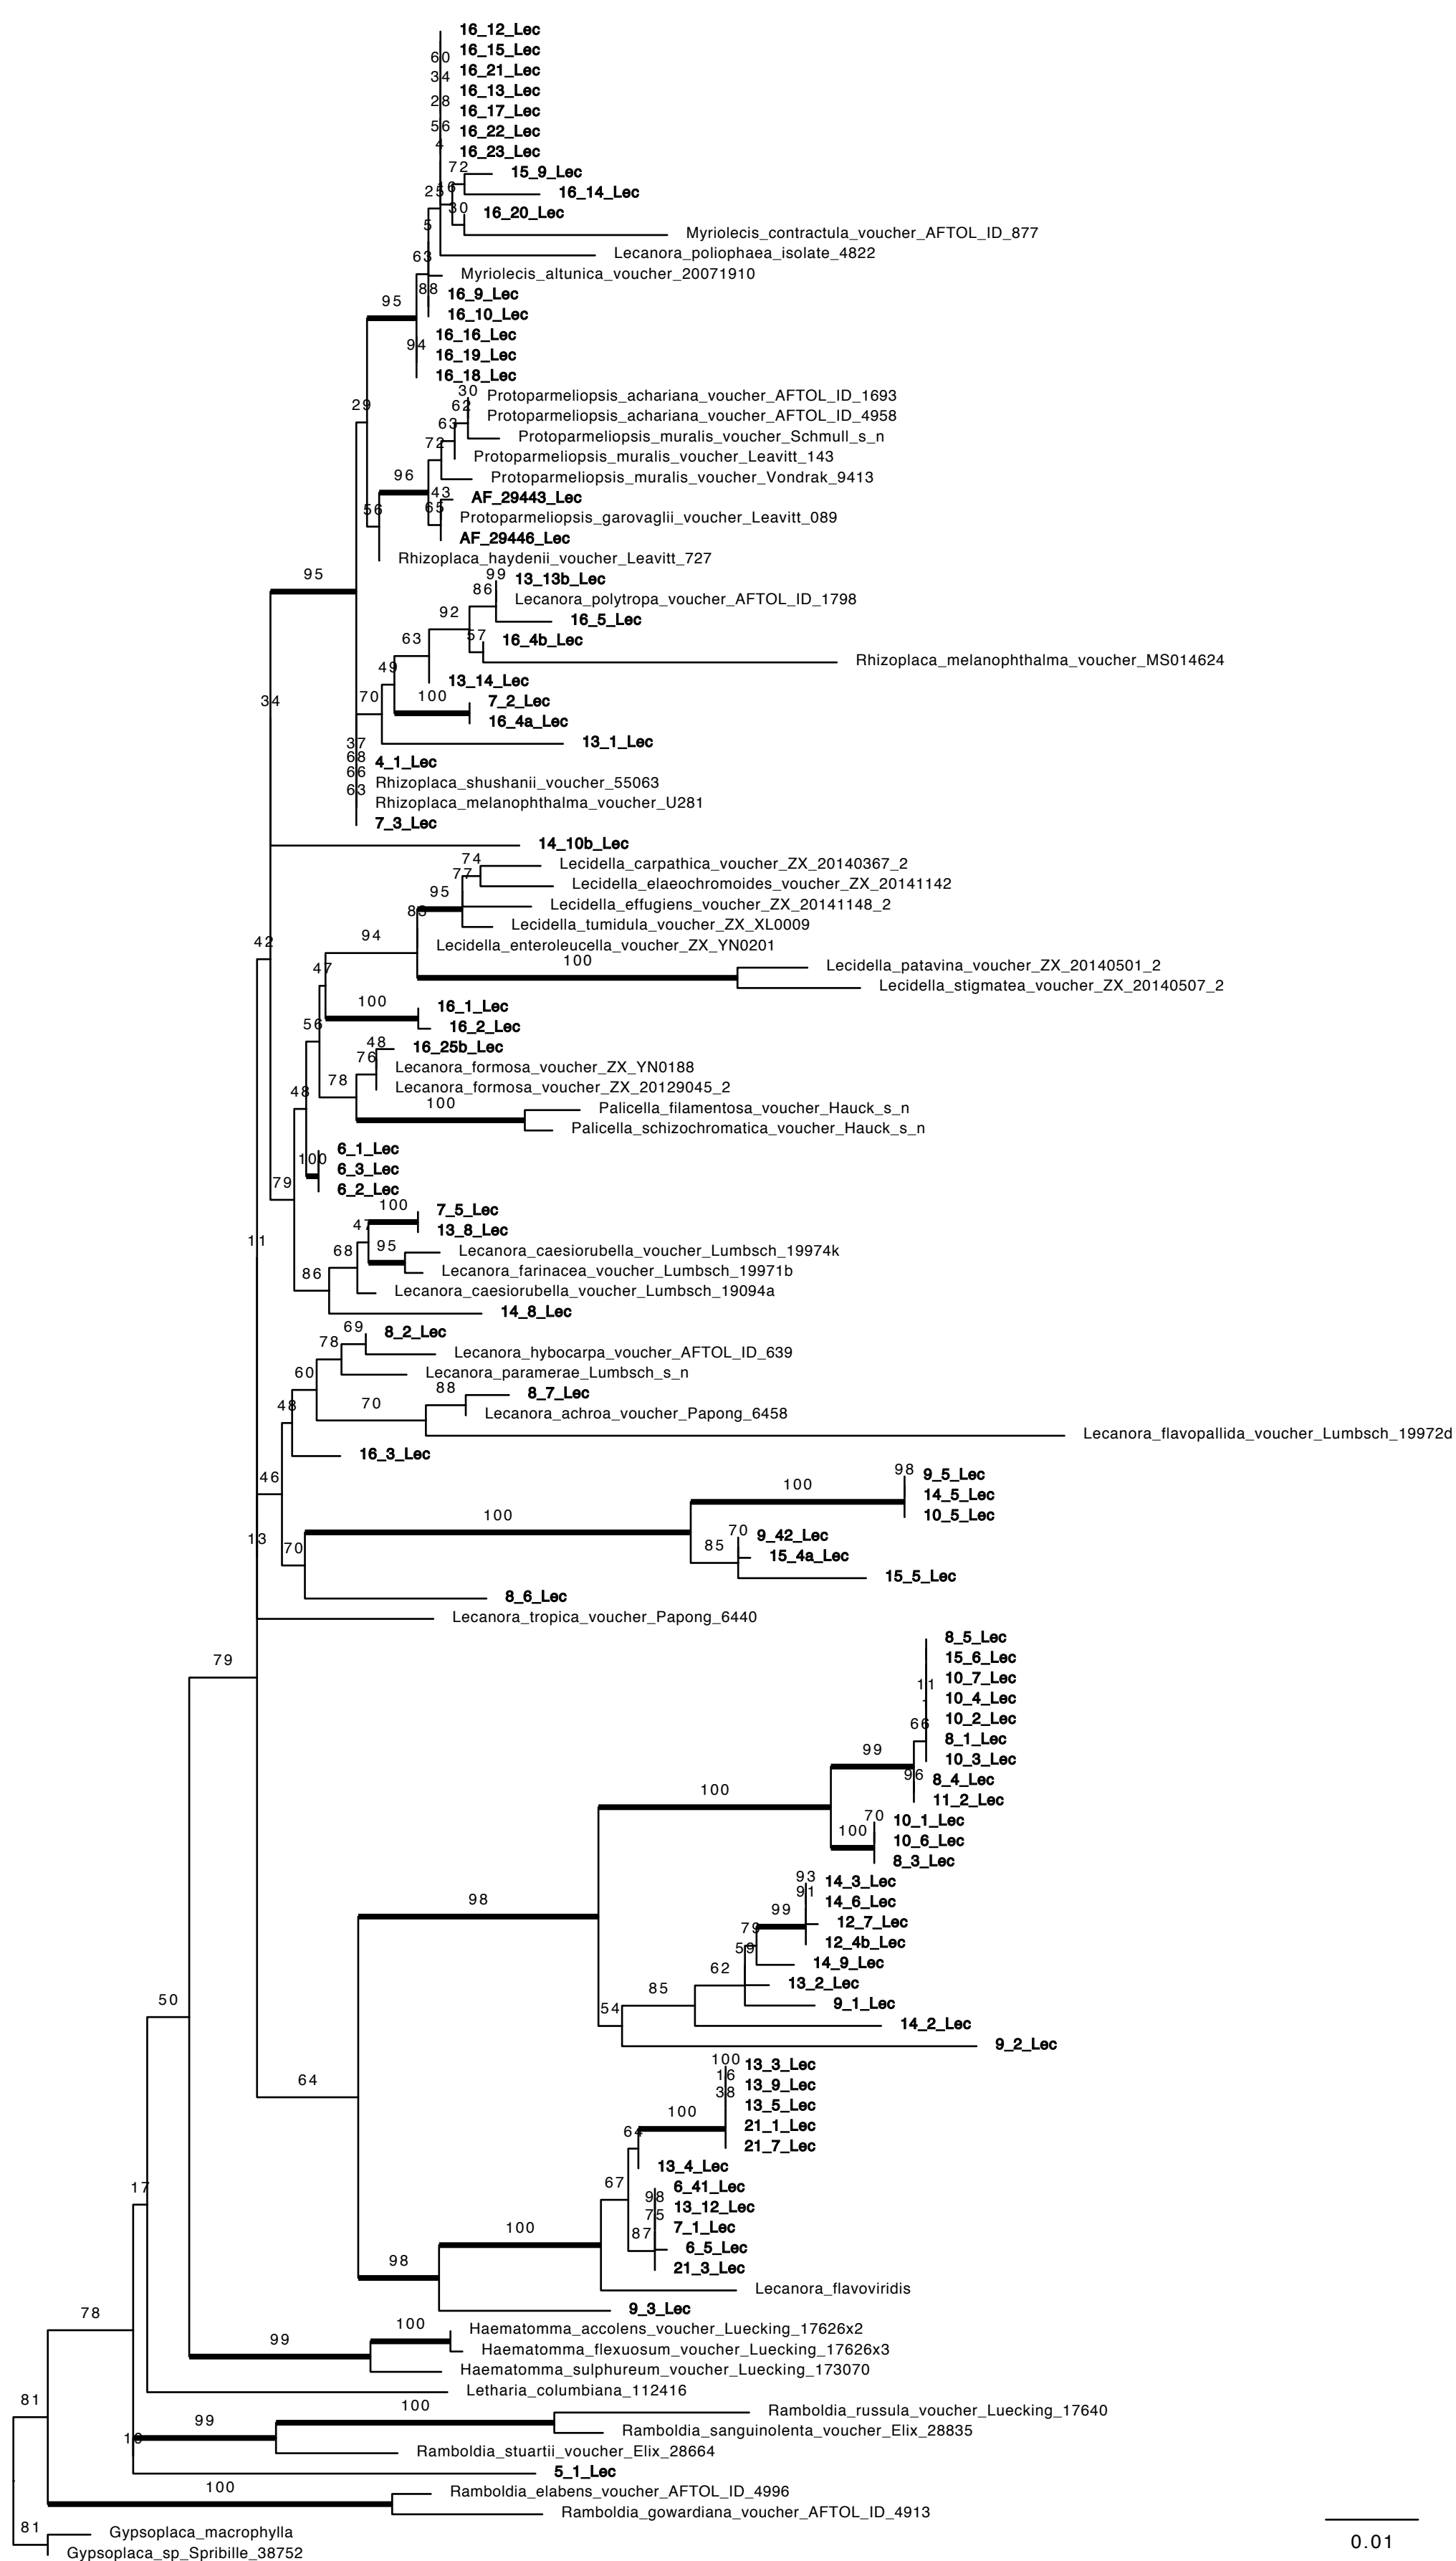 16_12_Lec
60
16_15_Lec
34
16_21_Lec
16_13_Lec
28
16_17_Lec
56
16_22_Lec
4
16_23_Lec
72
15_9_Lec
25
16_14_Lec
30
16_20_Lec
5
Myriolecis_contractula_voucher_AFTOL_ID_877
Lecanora_poliophaea_isolate_4822
63
Myriolecis_altunica_voucher_20071910
88
16_9_Lec
95
16_10_Lec
16_16_Lec
94
16_19_Lec
16_18_Lec
30
Protoparmeliopsis_achariana_voucher_AFTOL_ID_1693
29
62
Protoparmeliopsis_achariana_voucher_AFTOL_ID_4958
63
Protoparmeliopsis_muralis_voucher_Schmull_s_n
72
Protoparmeliopsis_muralis_voucher_Leavitt_143
96
Protoparmeliopsis_muralis_voucher_Vondrak_9413
43
AF_29443_Lec
56
65
Protoparmeliopsis_garovaglii_voucher_Leavitt_089
AF_29446_Lec
Rhizoplaca_haydenii_voucher_Leavitt_727
95
99
13_13b_Lec
86
Lecanora_polytropa_voucher_AFTOL_ID_1798
92
16_5_Lec
63
57
16_4b_Lec
Rhizoplaca_melanophthalma_voucher_MS014624
49
13_14_Lec
34
70
100
7_2_Lec
16_4a_Lec
37
13_1_Lec
68
4_1_Lec
66
Rhizoplaca_shushanii_voucher_55063
63
Rhizoplaca_melanophthalma_voucher_U281
7_3_Lec
14_10b_Lec
74
Lecidella_carpathica_voucher_ZX_20140367_2
77
Lecidella_elaeochromoides_voucher_ZX_20141142
95
Lecidella_effugiens_voucher_ZX_20141148_2
Lecidella_tumidula_voucher_ZX_XL0009
42
94
Lecidella_enteroleucella_voucher_ZX_YN0201
47
100
Lecidella_patavina_voucher_ZX_20140501_2
Lecidella_stigmatea_voucher_ZX_20140507_2
100
16_1_Lec
56
16_2_Lec
48
16_25b_Lec
76
Lecanora_formosa_voucher_ZX_YN0188
78
Lecanora_formosa_voucher_ZX_20129045_2
48
100
Palicella_filamentosa_voucher_Hauck_s_n
Palicella_schizochromatica_voucher_Hauck_s_n
6_1_Lec
100
6_3_Lec
79
6_2_Lec
100
7_5_Lec
47
13_8_Lec
11
68
95
Lecanora_caesiorubella_voucher_Lumbsch_19974k
86
Lecanora_farinacea_voucher_Lumbsch_19971b
Lecanora_caesiorubella_voucher_Lumbsch_19094a
14_8_Lec
69
8_2_Lec
78
Lecanora_hybocarpa_voucher_AFTOL_ID_639
60
Lecanora_paramerae_Lumbsch_s_n
88
8_7_Lec
48
70
Lecanora_achroa_voucher_Papong_6458
Lecanora_flavopallida_voucher_Lumbsch_19972d
16_3_Lec
46
98
9_5_Lec
100
14_5_Lec
100
10_5_Lec
13
70
70
9_42_Lec
85
15_4a_Lec
15_5_Lec
8_6_Lec
Lecanora_tropica_voucher_Papong_6440
79
8_5_Lec
15_6_Lec
11
10_7_Lec
10_4_Lec
66
10_2_Lec
99
8_1_Lec
10_3_Lec
96
8_4_Lec
100
11_2_Lec
70
10_1_Lec
100
10_6_Lec
8_3_Lec
93
14_3_Lec
91
98
14_6_Lec
99
12_7_Lec
79
12_4b_Lec
59
14_9_Lec
62
13_2_Lec
50
85
9_1_Lec
54
14_2_Lec
9_2_Lec
100
13_3_Lec
64
16
13_9_Lec
38
13_5_Lec
100
21_1_Lec
64
21_7_Lec
13_4_Lec
17
67
6_41_Lec
98
13_12_Lec
75
7_1_Lec
100
87
6_5_Lec
98
21_3_Lec
Lecanora_flavoviridis
9_3_Lec
78
100
Haematomma_accolens_voucher_Luecking_17626x2
99
Haematomma_flexuosum_voucher_Luecking_17626x3
Haematomma_sulphureum_voucher_Luecking_173070
Letharia_columbiana_112416
81
100
Ramboldia_russula_voucher_Luecking_17640
99
Ramboldia_sanguinolenta_voucher_Elix_28835
Ramboldia_stuartii_voucher_Elix_28664
5_1_Lec
100
Ramboldia_elabens_voucher_AFTOL_ID_4996
Ramboldia_gowardiana_voucher_AFTOL_ID_4913
81
Gypsoplaca_macrophylla
Gypsoplaca_sp_Spribille_38752
0.01